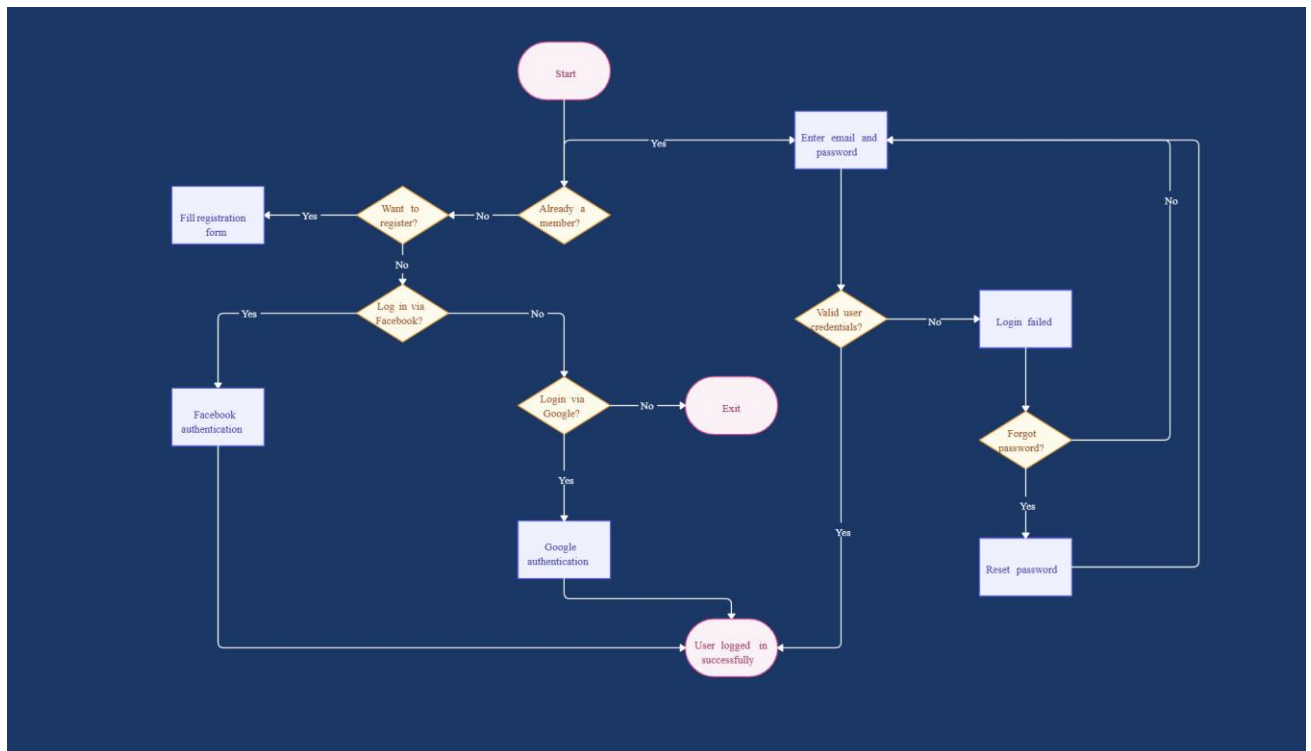 Start
Yes
Enter email and
password
Fill registration
form
Yes
Want to
register?
No
Already a
member?
No
No
Log in via
Facebook?
Yes
No
Valid user
credentials?
No
Login failed
Facebook
authentication
Login via
Google?
No
Exit
Forgot
password?
Yes
Yes
Yes
Google
authentication
Reset password
User logged in
successfully